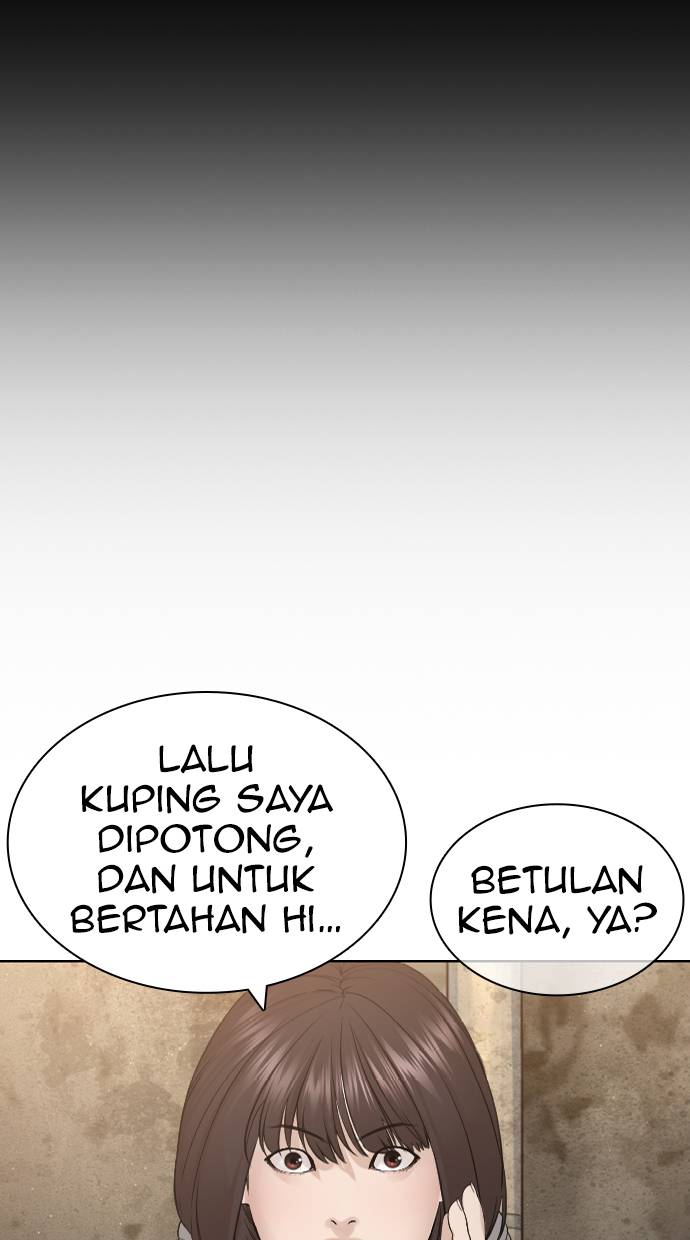 LALU
KUPING SAYA
DIPOTONG,
DAN UNTUK
BERTAHAN HI...
BETULAN
KENA, YA?